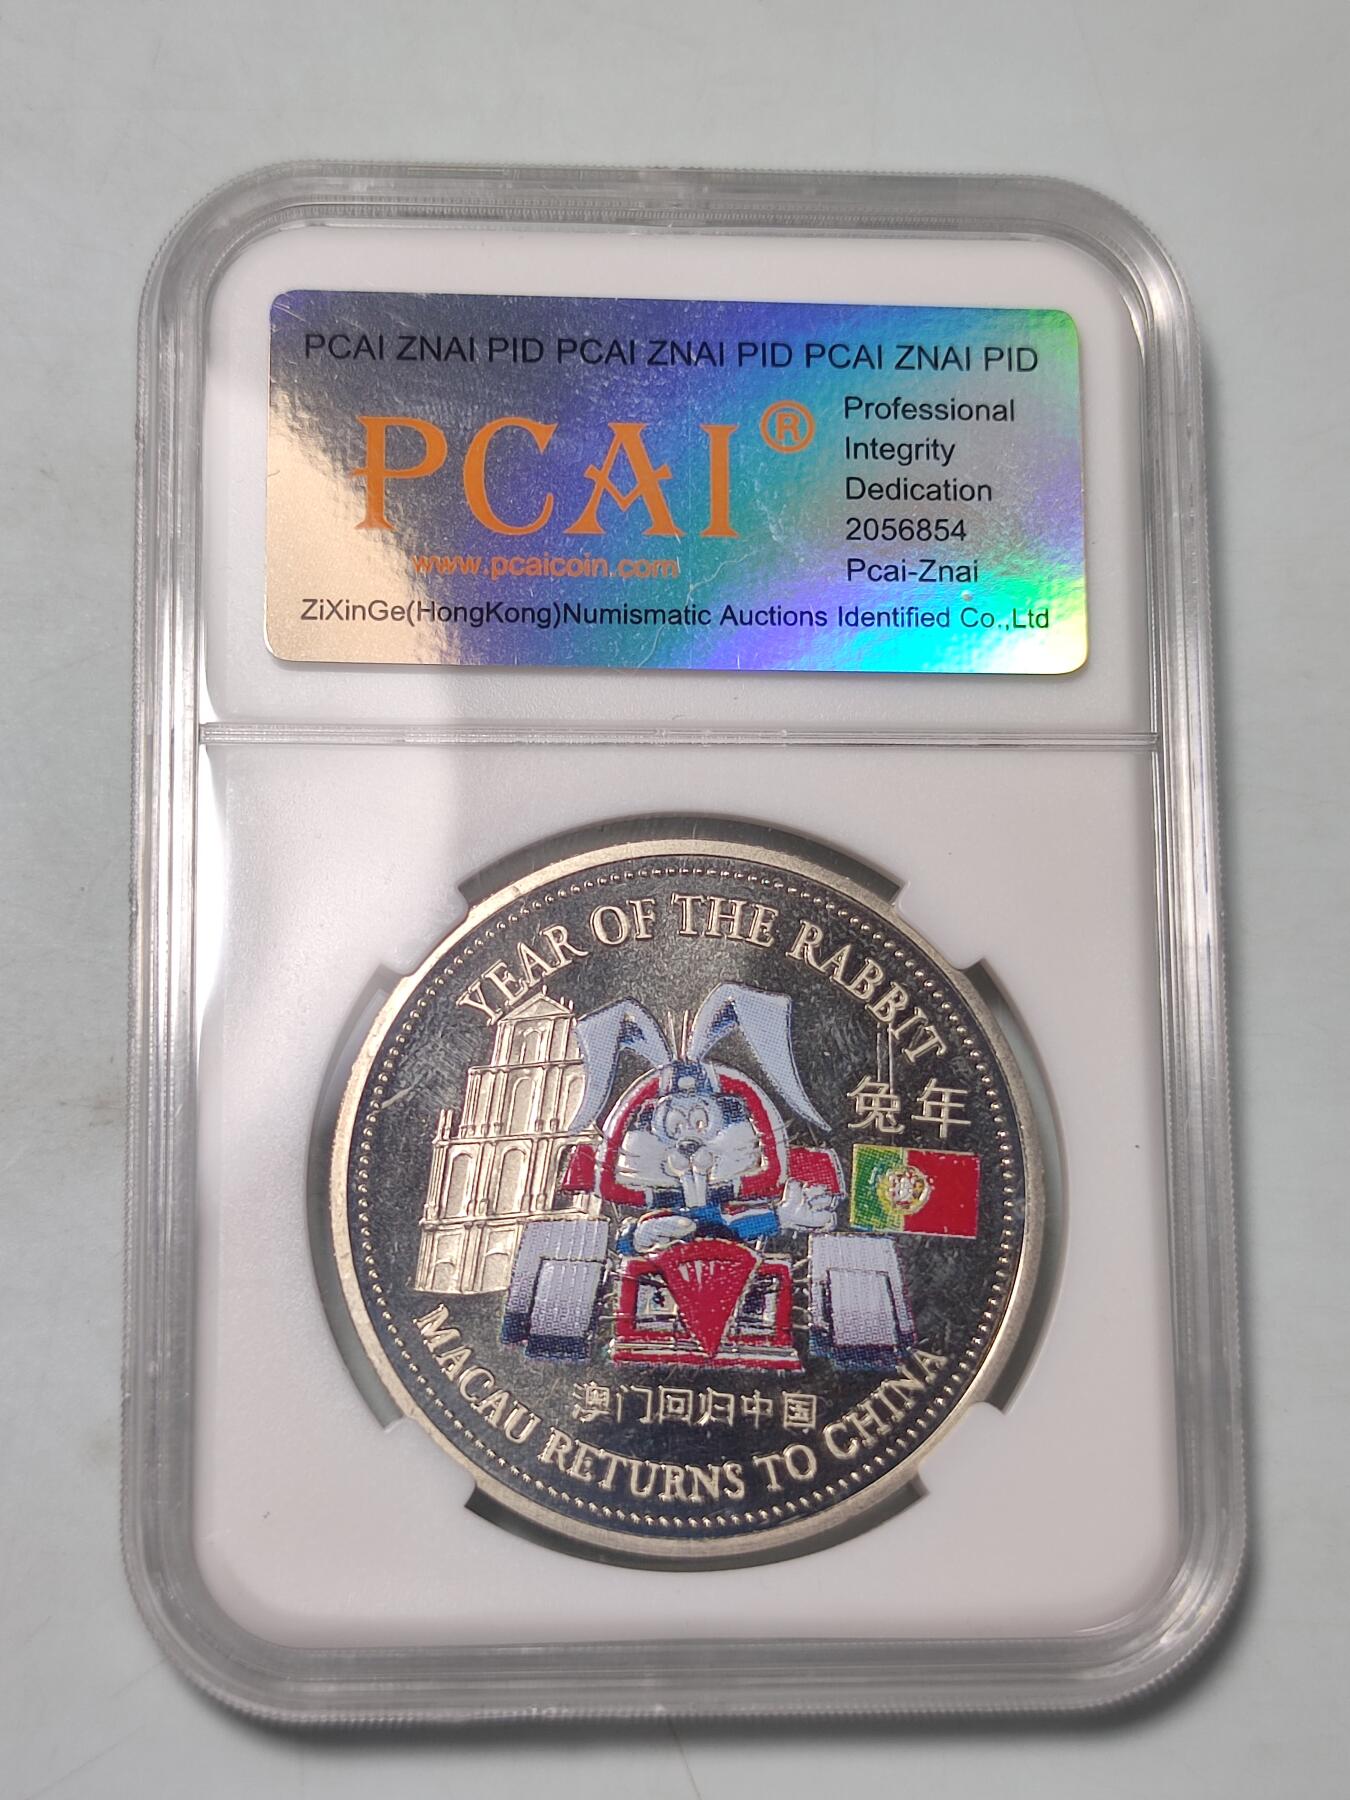 PCAI ZNAI PID PCAI ZNAI PID PCAI ZNAI PID
PCAI®
www.pcaicoin.com
Professional
Integrity
Dedication
2056854
Pcai-Znai
ZiXinGe(HongKong)Numismatic Auctions Identified Co.,Ltd
YEAR OF THE RABBIT
兔年
澳门回归中国
MACAU RETURNS TO CHINA